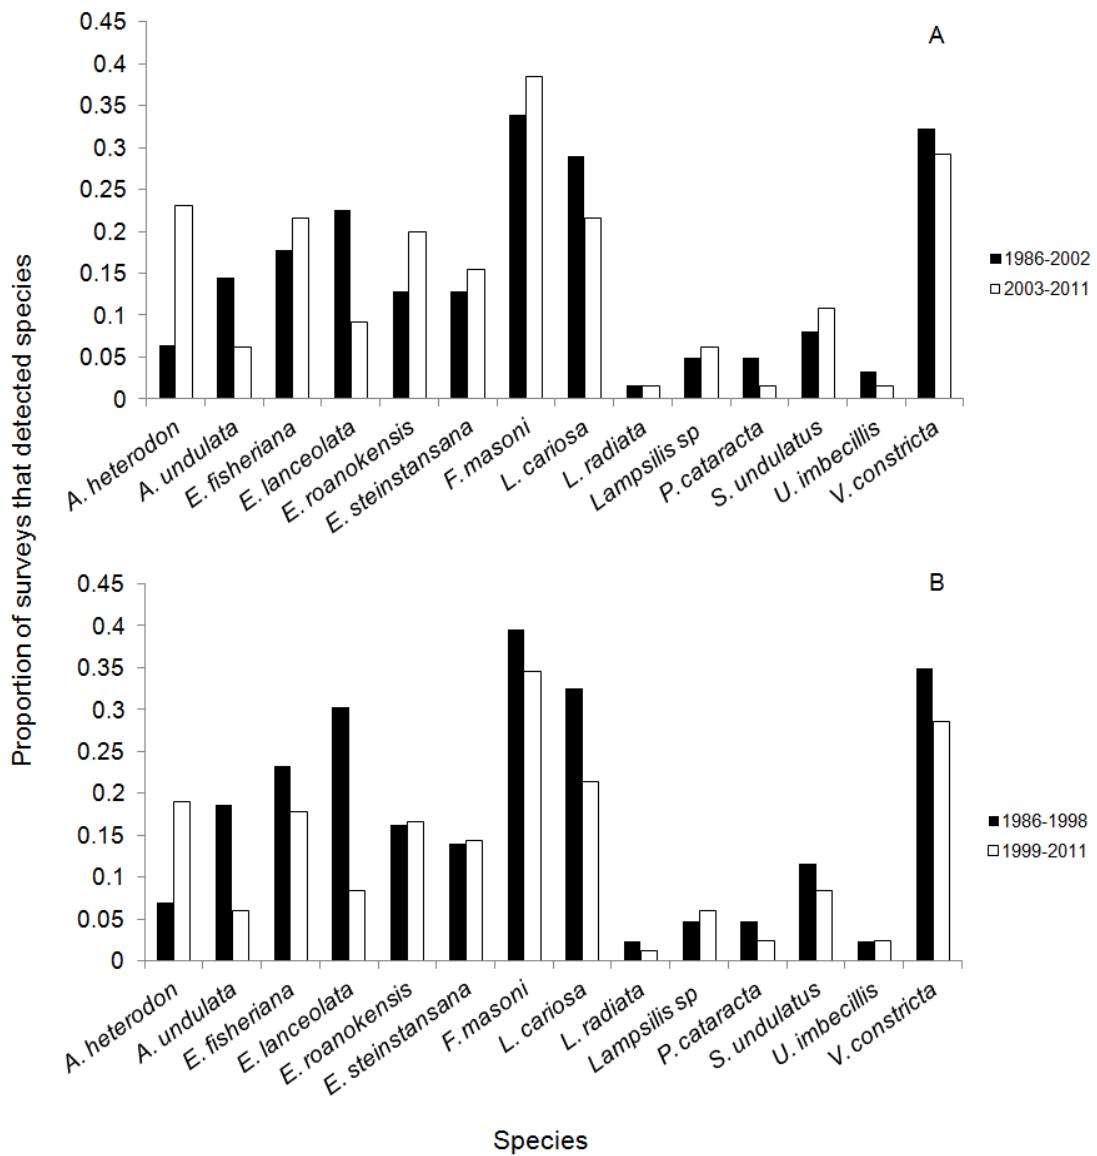 Proportion of surveys that detected species
A
0.45
0.4
0.35
0.3
0.25
0.2
0.15
0.1
0.05
0
1986-2002
2003-2011
A. heterodon
A. undulata
E. fisheriana
E. lanceolata
E. roanokensis
E. steinstansana
F. masoni
L. cariosa
L. radiata
Lampsilis sp
P. cataracta
S. undulatus
U. imbecillis
V. constricta
B
0.45
0.4
0.35
0.3
0.25
0.2
0.15
0.1
0.05
0
1986-1998
1999-2011
A. heterodon
A. undulata
E. fisheriana
E. lanceolata
E. roanokensis
E. steinstansana
F. masoni
L. cariosa
L. radiata
Lampsilis sp
P. cataracta
S. undulatus
U. imbecillis
V. constricta
Species